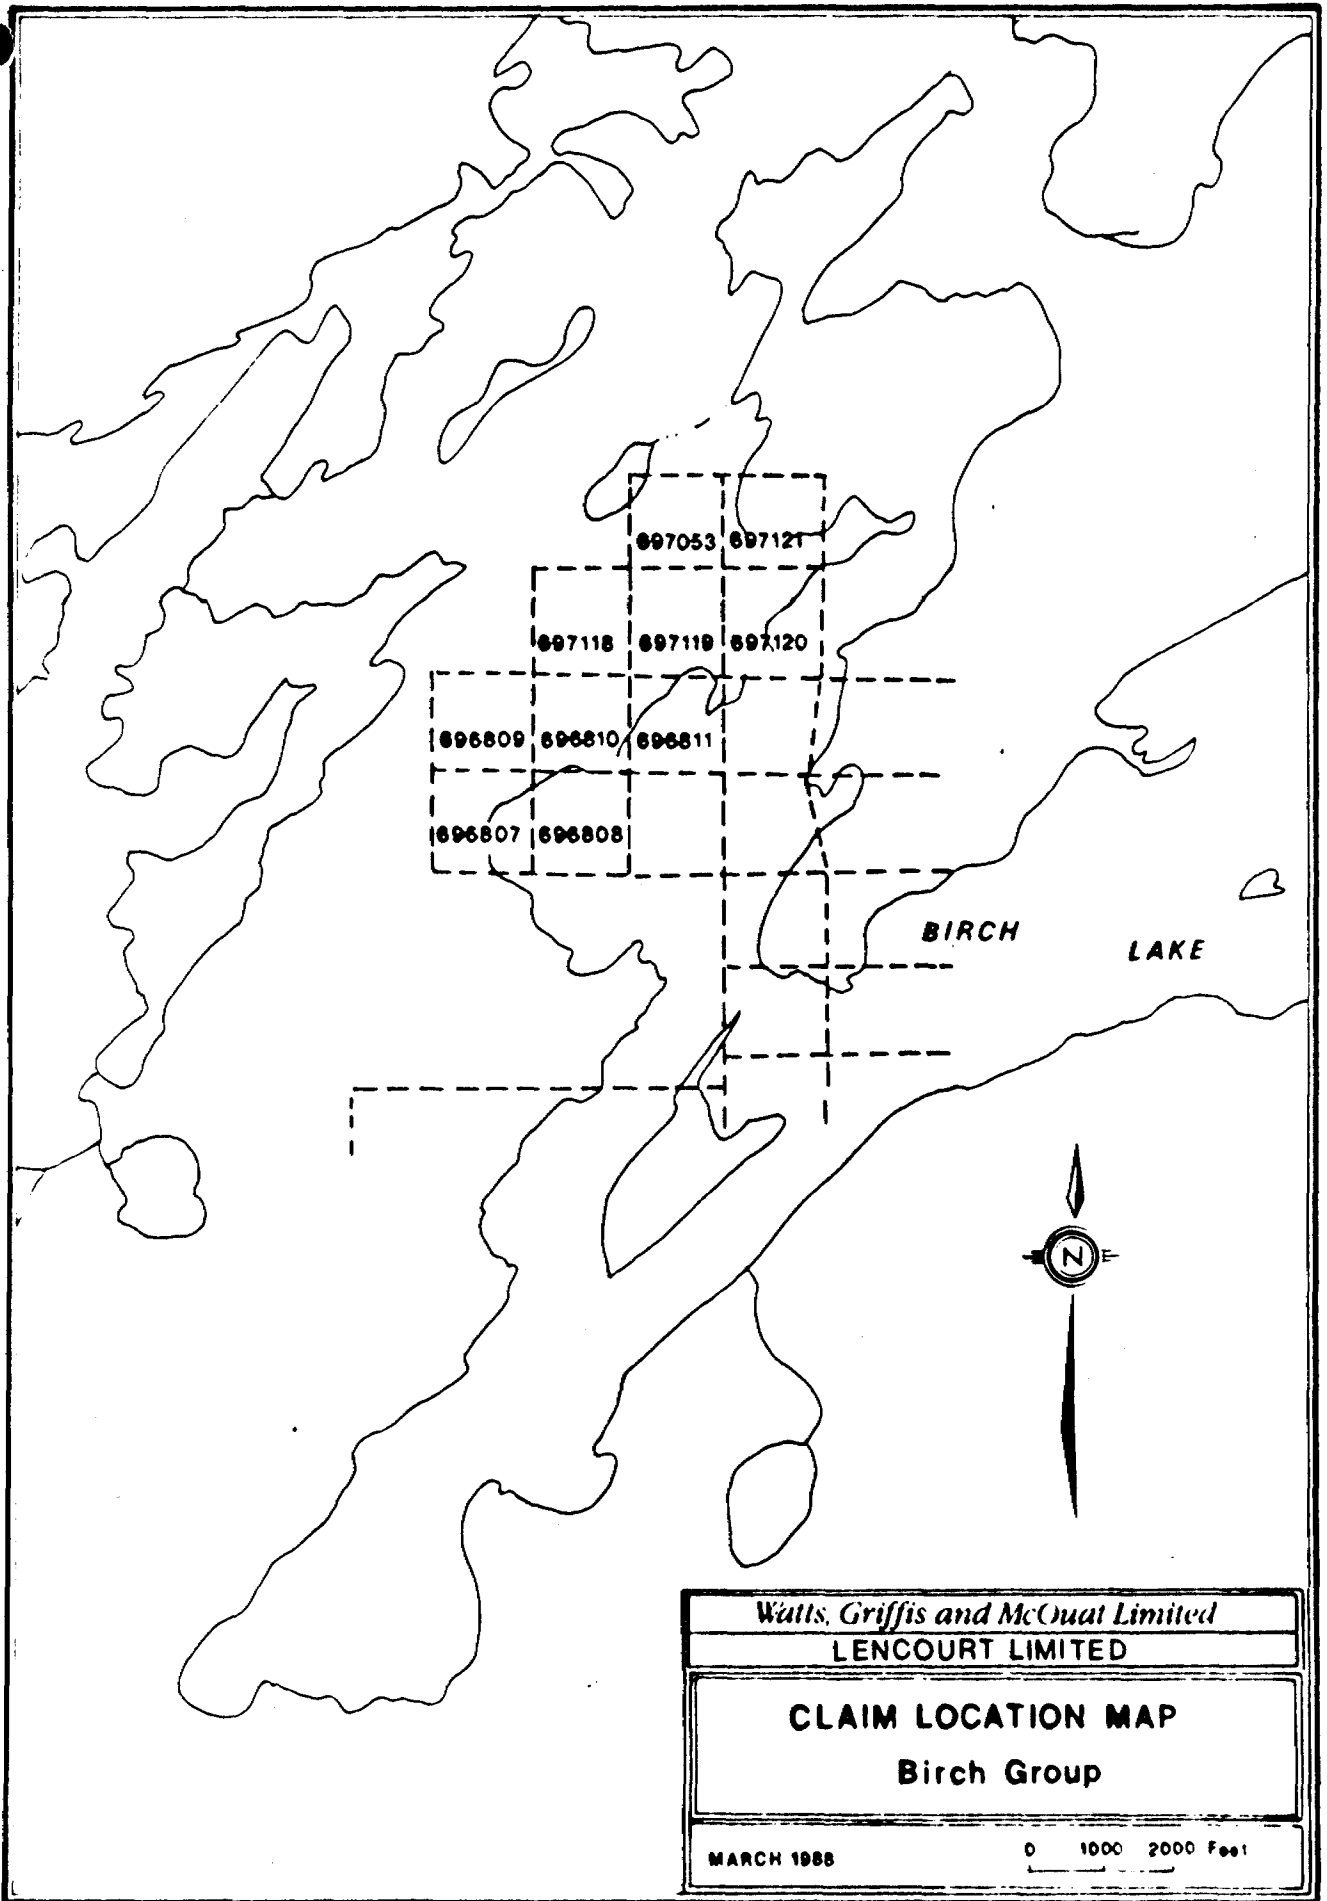 697053 697121
697118 697119 697120
696809 696810 696811
696807 696808
BIRCH
LAKE
N
Watts, Griffis and McOuat Limited
LENCOURT LIMITED
CLAIM LOCATION MAP
Birch Group
MARCH 1988
0 1000 2000 Feet